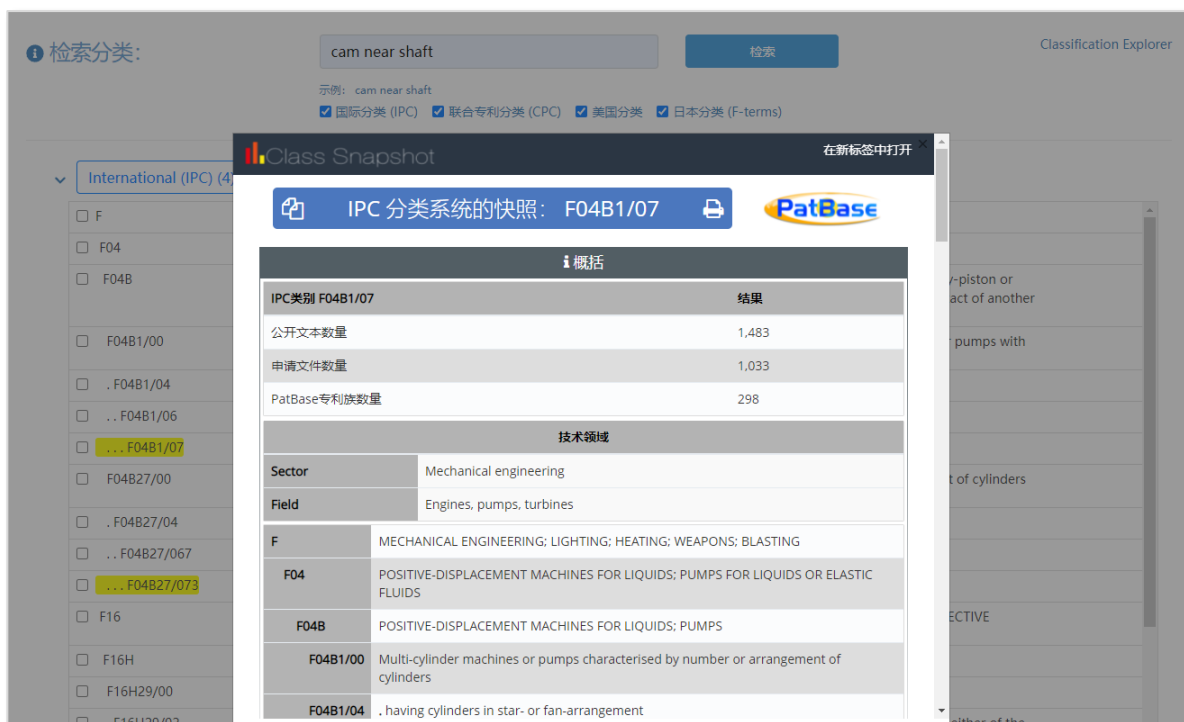 检索分类:
cam near shaft
检索
Classification Explorer
示例: cam near shaft
国际分类 (IPC) 联合专利分类 (CPC) 美国分类 日本分类 (F-terms)
Class Snapshot
在新标签中打开
International (IPC) (4)
IPC 分类系统的快照: F04B1/07
PatBase
F
F04
F04B
y-piston or
act of another
F04B1/00
pumps with
. F04B1/04
. . F04B1/06
. . . F04B1/07
F04B27/00
t of cylinders
. F04B27/04
. . F04B27/067
. . . F04B27/073
F16
ECTIVE
F16H
F16H29/00
概括
IPC类别 F04B1/07 结果
公开文本数量 1,483
申请文件数量 1,033
PatBase专利族数量 298
技术领域
Sector Mechanical engineering
Field Engines, pumps, turbines
F MECHANICAL ENGINEERING; LIGHTING; HEATING; WEAPONS; BLASTING
F04 POSITIVE-DISPLACEMENT MACHINES FOR LIQUIDS; PUMPS FOR LIQUIDS OR ELASTIC
FLUIDS
F04B POSITIVE-DISPLACEMENT MACHINES FOR LIQUIDS; PUMPS
F04B1/00 Multi-cylinder machines or pumps characterised by number or arrangement of
cylinders
F04B1/04 . having cylinders in star- or fan-arrangement